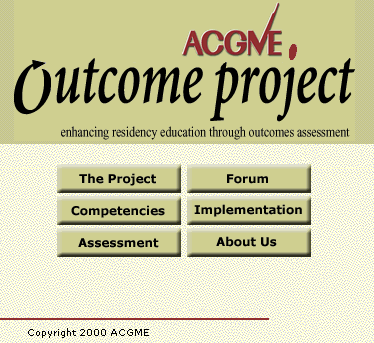 ACGME
Outcome project
enhancing residency education through outcomes assessment
The Project
Forum
Competencies
Implementation
Assessment
About Us
Copyright 2000 ACGME